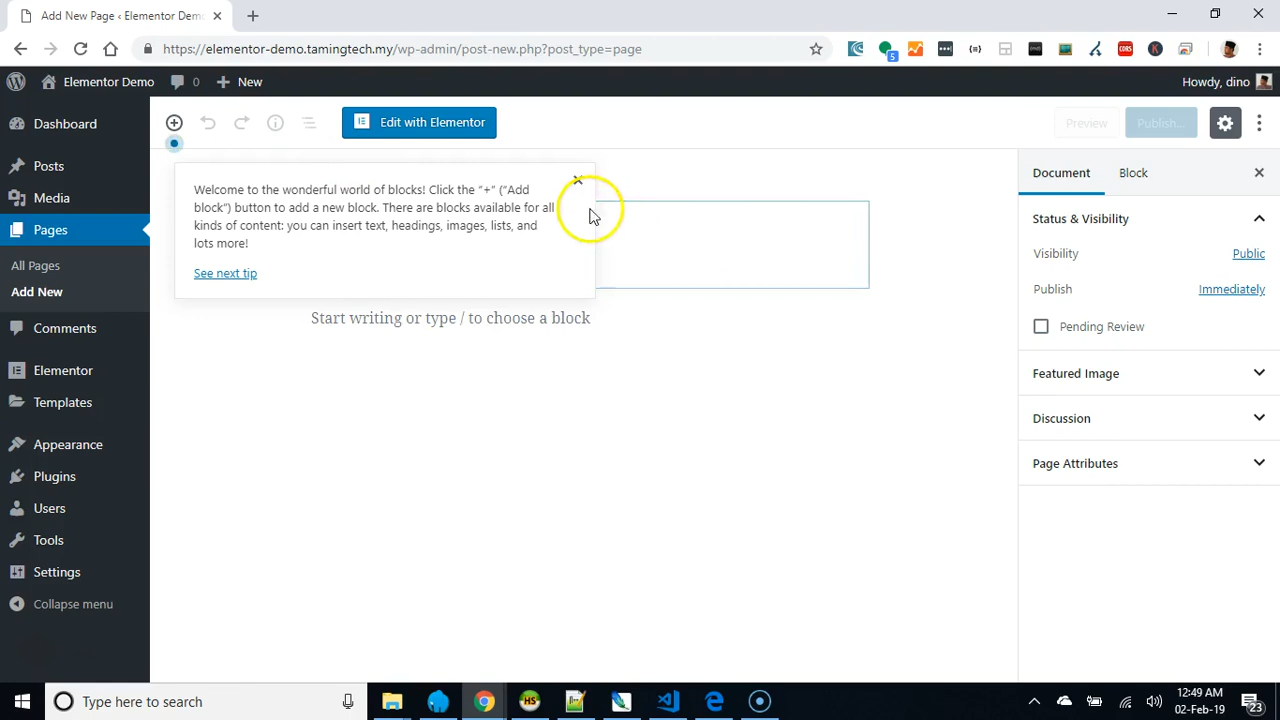 Add New Page ‹ Elementor Demo
https://elementor-demo.tamingtech.my/wp-admin/post-new.php?post_type=page
5
CORS
K
Elementor Demo
0
New
Howdy, dino
Dashboard
Posts
Media
Pages
All Pages
Add New
Comments
Elementor
Templates
Appearance
Plugins
Users
Tools
Settings
Collapse menu
Edit with Elementor
Preview
Publish...
Welcome to the wonderful world of blocks! Click the “+” (“Add
block”) button to add a new block. There are blocks available for all
kinds of content: you can insert text, headings, images, lists, and
lots more!
See next tip
Start writing or type / to choose a block
Document
Block
Status & Visibility
Visibility
Public
Publish
Immediately
Pending Review
Featured Image
Discussion
Page Attributes
Type here to search
HS
12:49 AM
02-Feb-19
23